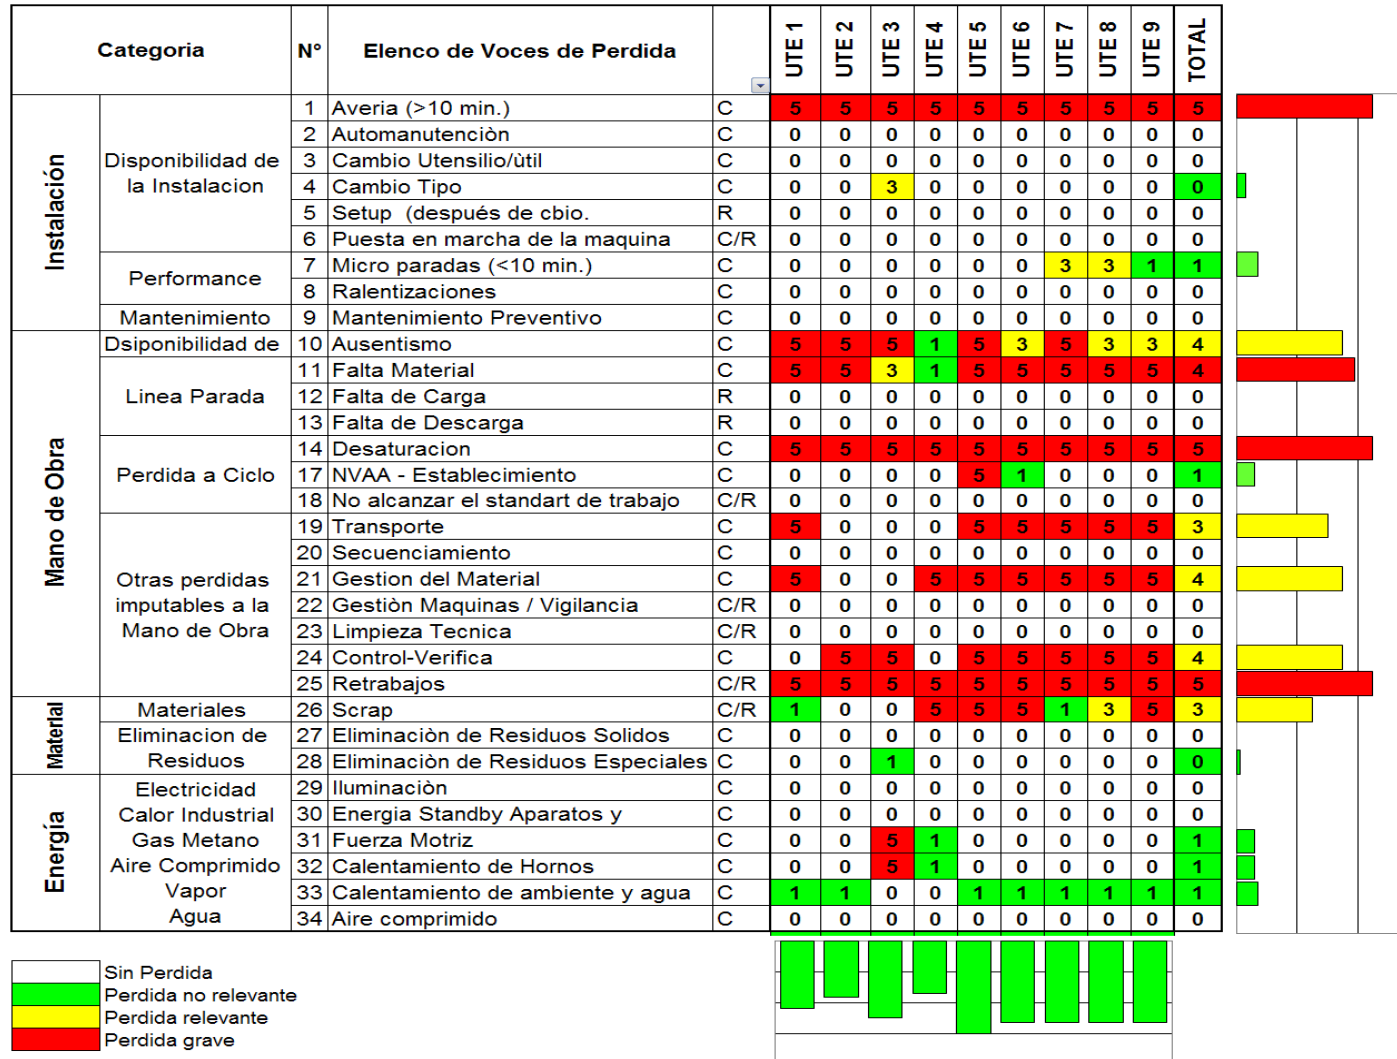 Categoria N° Elenco de Voces de Perdida UTE 1 UTE 2 UTE 3 UTE 4 UTE 5 UTE 6 UTE 7 UTE 8 UTE 9 TOTAL
Instalación
Disponibilidad de
la Instalacion
1 Averia (>10 min.) C 5 5 5 5 5 5 5 5 5 5
2 Automanutenciòn C 0 0 0 0 0 0 0 0 0 0
3 Cambio Utensilio/ùtil C 0 0 0 0 0 0 0 0 0 0
4 Cambio Tipo C 0 0 3 0 0 0 0 0 0 0
5 Setup (después de cbio. R 0 0 0 0 0 0 0 0 0 0
6 Puesta en marcha de la maquina C/R 0 0 0 0 0 0 0 0 0 0
Performance
7 Micro paradas (<10 min.) C 0 0 0 0 0 0 3 3 1 1
8 Ralentizaciones C 0 0 0 0 0 0 0 0 0 0
Mantenimiento 9 Mantenimiento Preventivo C 0 0 0 0 0 0 0 0 0 0
Mano de Obra
Dsiponibilidad de 10 Ausentismo C 5 5 5 1 5 3 5 3 3 4
Linea Parada
11 Falta Material C 5 5 3 1 5 5 5 5 5 4
12 Falta de Carga R 0 0 0 0 0 0 0 0 0 0
13 Falta de Descarga R 0 0 0 0 0 0 0 0 0 0
Perdida a Ciclo
14 Desaturacion C 5 5 5 5 5 5 5 5 5 5
17 NVAA - Establecimiento C 0 0 0 0 5 1 0 0 0 1
18 No alcanzar el standart de trabajo C/R 0 0 0 0 0 0 0 0 0 0
Otras perdidas
imputables a la
Mano de Obra
19 Transporte C 5 0 0 0 5 5 5 5 5 3
20 Secuenciamiento C 0 0 0 0 0 0 0 0 0 0
21 Gestion del Material C 5 0 0 5 5 5 5 5 5 4
22 Gestiòn Maquinas / Vigilancia C/R 0 0 0 0 0 0 0 0 0 0
23 Limpieza Tecnica C/R 0 0 0 0 0 0 0 0 0 0
24 Control-Verifica C 0 5 5 0 5 5 5 5 5 4
25 Retrabajos C/R 5 5 5 5 5 5 5 5 5 5
Material
Materiales 26 Scrap C/R 1 0 0 5 5 5 1 3 5 3
Eliminacion de
Residuos
27 Eliminaciòn de Residuos Solidos C 0 0 0 0 0 0 0 0 0 0
28 Eliminaciòn de Residuos Especiales C 0 0 1 0 0 0 0 0 0 0
Energía
Electricidad
Calor Industrial
Gas Metano
Aire Comprimido
Vapor
Agua
29 Iluminaciòn C 0 0 0 0 0 0 0 0 0 0
30 Energia Standby Aparatos y C 0 0 0 0 0 0 0 0 0 0
31 Fuerza Motriz C 0 0 5 1 0 0 0 0 0 1
32 Calentamiento de Hornos C 0 0 5 1 0 0 0 0 0 1
33 Calentamiento de ambiente y agua C 1 1 0 0 1 1 1 1 1 1
34 Aire comprimido C 0 0 0 0 0 0 0 0 0 0
Sin Perdida
Perdida no relevante
Perdida relevante
Perdida grave